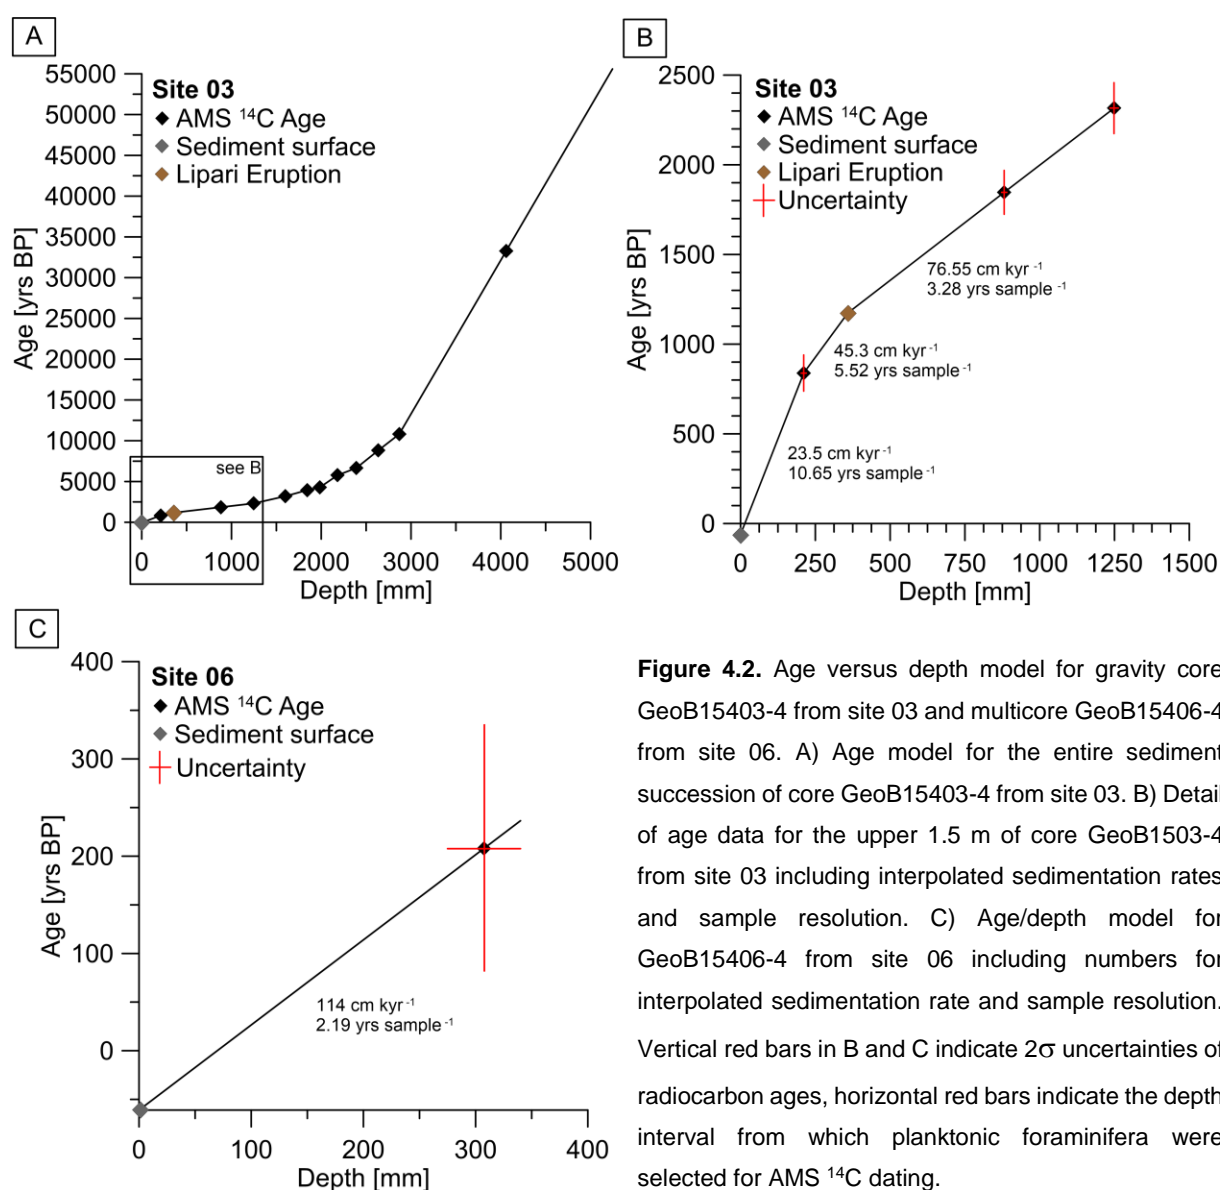 A
Site 03
AMS ¹⁴C Age
Sediment surface
Lipari Eruption
55000
50000
45000
40000
35000
30000
25000
20000
15000
10000
5000
0
Age [yrs BP]
see B
0 1000 2000 3000 4000 5000
Depth [mm]
B
Site 03
AMS ¹⁴C Age
Sediment surface
Lipari Eruption
Uncertainty
2500
2000
1500
1000
500
0
Age [yrs BP]
76.55 cm kyr ⁻¹
3.28 yrs sample ⁻¹
45.3 cm kyr ⁻¹
5.52 yrs sample ⁻¹
23.5 cm kyr ⁻¹
10.65 yrs sample ⁻¹
0 250 500 750 1000 1250 1500
Depth [mm]
C
Site 06
AMS ¹⁴C Age
Sediment surface
Uncertainty
400
300
200
100
0
Age [yrs BP]
114 cm kyr ⁻¹
2.19 yrs sample ⁻¹
0 100 200 300 400
Depth [mm]
Figure 4.2. Age versus depth model for gravity core
GeoB15403-4 from site 03 and multicore GeoB15406-4
from site 06. A) Age model for the entire sediment
succession of core GeoB15403-4 from site 03. B) Detail
of age data for the upper 1.5 m of core GeoB1503-4
from site 03 including interpolated sedimentation rates
and sample resolution. C) Age/depth model for
GeoB15406-4 from site 06 including numbers for
interpolated sedimentation rate and sample resolution.
Vertical red bars in B and C indicate 2σ uncertainties of
radiocarbon ages, horizontal red bars indicate the depth
interval from which planktonic foraminifera were
selected for AMS ¹⁴C dating.